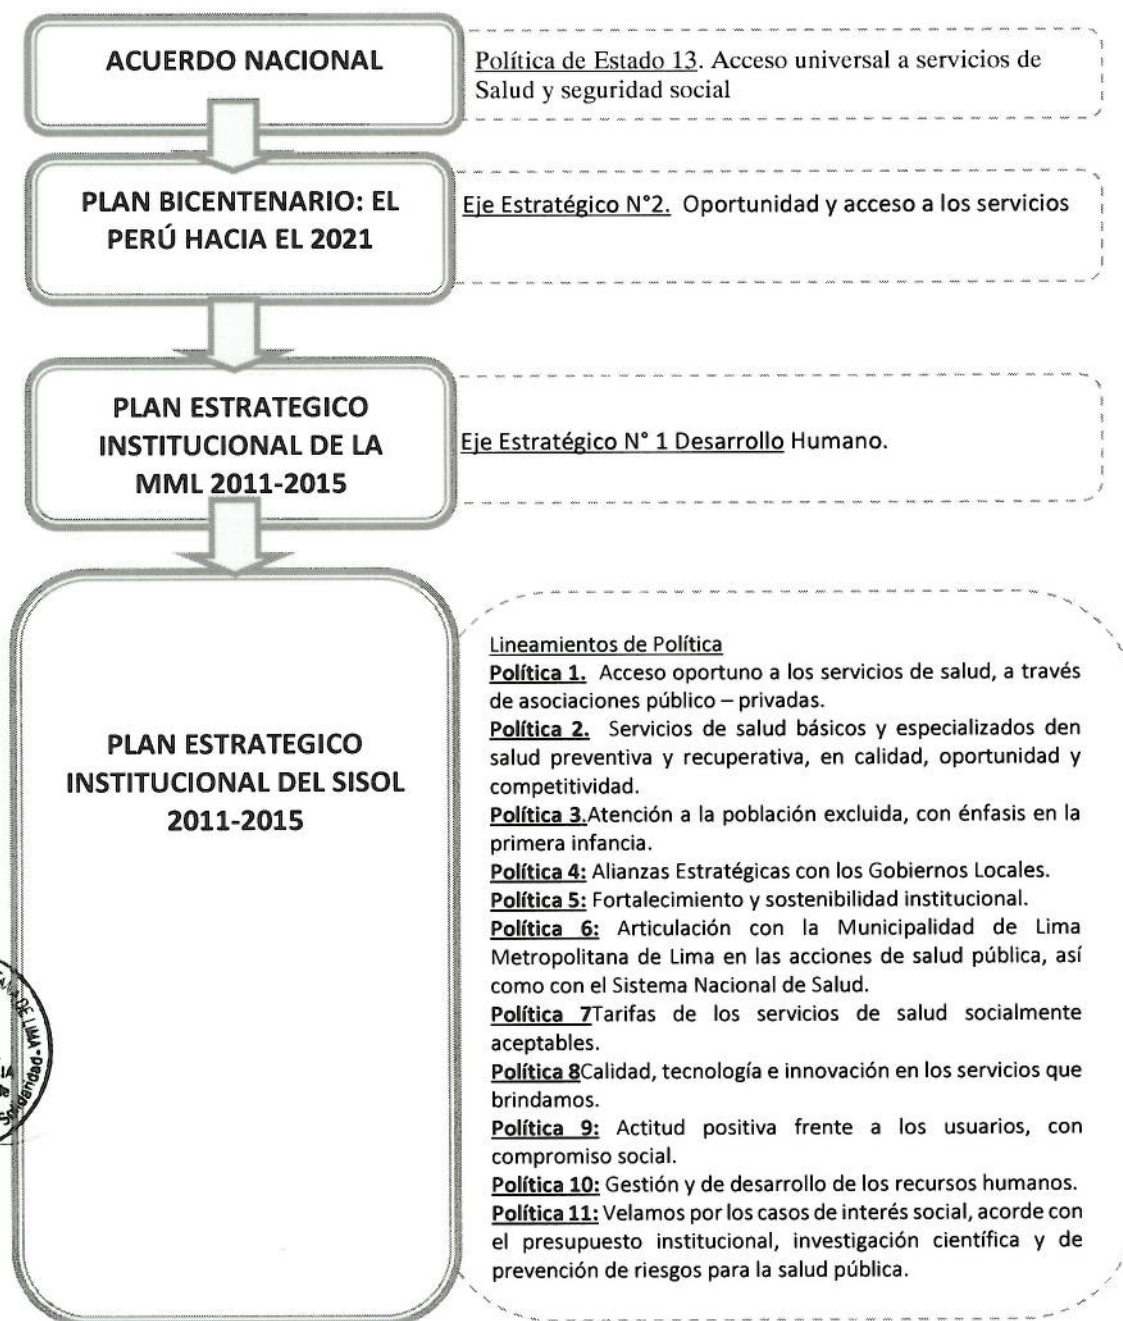 ACUERDO NACIONAL
Política de Estado 13. Acceso universal a servicios de
Salud y seguridad social
PLAN BICENTENARIO: EL
PERÚ HACIA EL 2021
Eje Estratégico N°2. Oportunidad y acceso a los servicios
PLAN ESTRATEGICO
INSTITUCIONAL DE LA
MML 2011-2015
Eje Estratégico N° 1 Desarrollo Humano.
PLAN ESTRATEGICO
INSTITUCIONAL DEL SISOL
2011-2015
Lineamientos de Política
Política 1. Acceso oportuno a los servicios de salud, a través
de asociaciones público – privadas.
Política 2. Servicios de salud básicos y especializados den
salud preventiva y recuperativa, en calidad, oportunidad y
competitividad.
Política 3.Atención a la población excluida, con énfasis en la
primera infancia.
Política 4: Alianzas Estratégicas con los Gobiernos Locales.
Política 5: Fortalecimiento y sostenibilidad institucional.
Política 6: Articulación con la Municipalidad de Lima
Metropolitana de Lima en las acciones de salud pública, así
como con el Sistema Nacional de Salud.
Política 7Tarifas de los servicios de salud socialmente
aceptables.
Política 8Calidad, tecnología e innovación en los servicios que
brindamos.
Política 9: Actitud positiva frente a los usuarios, con
compromiso social.
Política 10: Gestión y de desarrollo de los recursos humanos.
Política 11: Velamos por los casos de interés social, acorde con
el presupuesto institucional, investigación científica y de
prevención de riesgos para la salud pública.
DE LIMA
Solidaridad